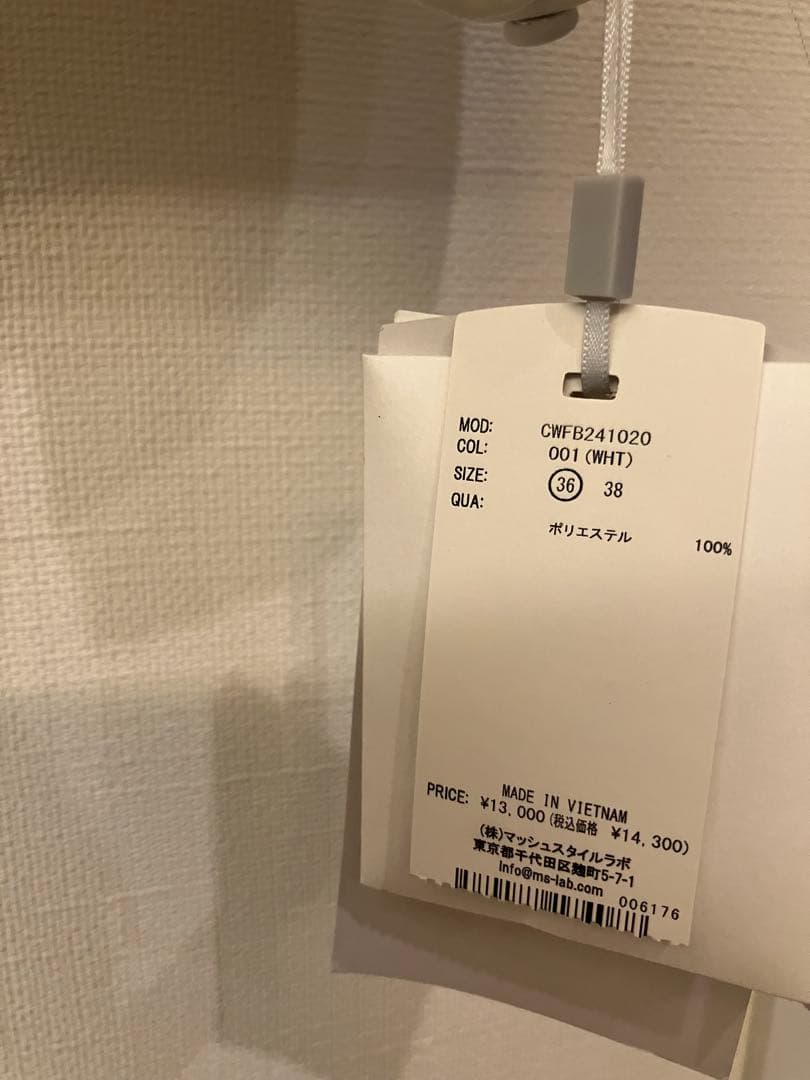 MOD: CWFB241020
COL: 001(WHT)
SIZE: 36 38
QUA:
ポリエステル 100%
MADE IN VIETNAM
PRICE: ¥13,000(税込価格 ¥14,300)
(株)マッシュスタイルラボ
東京都千代田区麹町5-7-1
info@ms-lab.com
006176